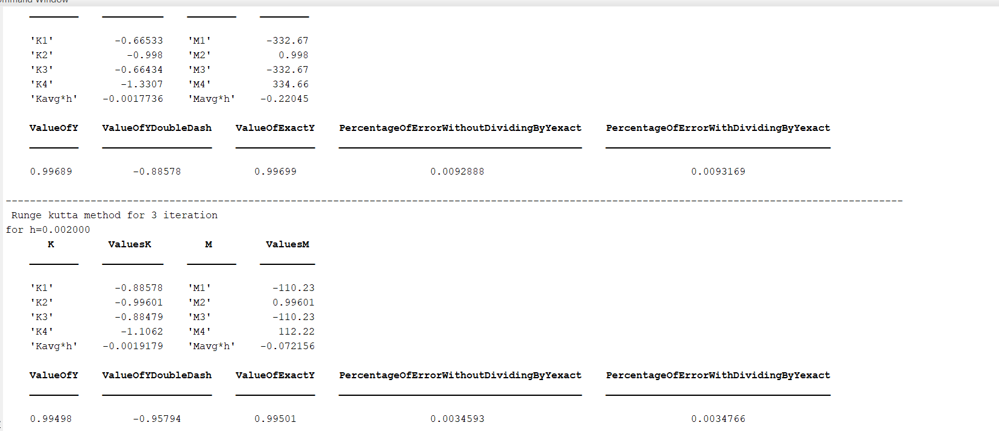 'K1' -0.66533 'M1' -332.67
'K2' -0.998 'M2' 0.998
'K3' -0.66434 'M3' -332.67
'K4' -1.3307 'M4' 334.66
'Kavg*h' -0.0017736 'Mavg*h' -0.22045
ValueOfY ValueOfYDoubleDash ValueOfExactY PercentageOfErrorWithoutDividingByYexact PercentageOfErrorWithDividingByYexact
0.99689 -0.88578 0.99699 0.0092888 0.0093169
Runge kutta method for 3 iteration
for h=0.002000
K ValuesK M ValuesM
'K1' -0.88578 'M1' -110.23
'K2' -0.99601 'M2' 0.99601
'K3' -0.88479 'M3' -110.23
'K4' -1.1062 'M4' 112.22
'Kavg*h' -0.0019179 'Mavg*h' -0.072156
ValueOfY ValueOfYDoubleDash ValueOfExactY PercentageOfErrorWithoutDividingByYexact PercentageOfErrorWithDividingByYexact
0.99498 -0.95794 0.99501 0.0034593 0.0034766